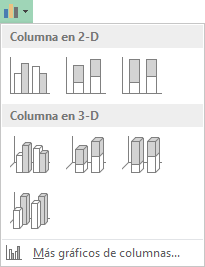 Columna en 2-D
Columna en 3-D
Más gráficos de columnas...